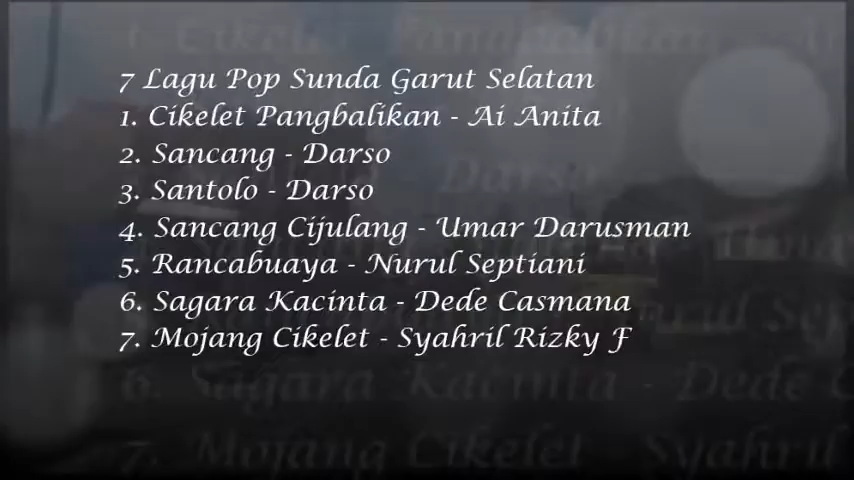 7 Lagu Pop Sunda Garut Selatan
1. Cikelet Pangbalikan - Ai Anita
2. Sancang - Darso
3. Santolo - Darso
4. Sancang Cijulang - Umar Darusman
5. Rancabuaya - Nurul Septiani
6. Sagara Kacinta - Dede Casmana
7. Mojang Cikelet - Syahril Rizky F